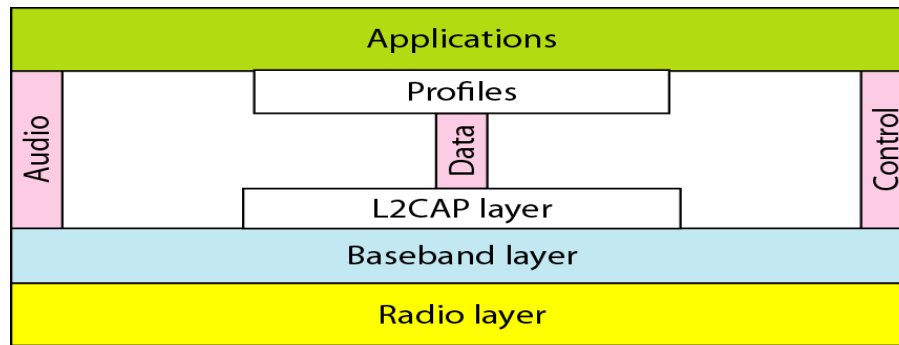 Applications
Profiles
Audio
Data
Control
L2CAP layer
Baseband layer
Radio layer